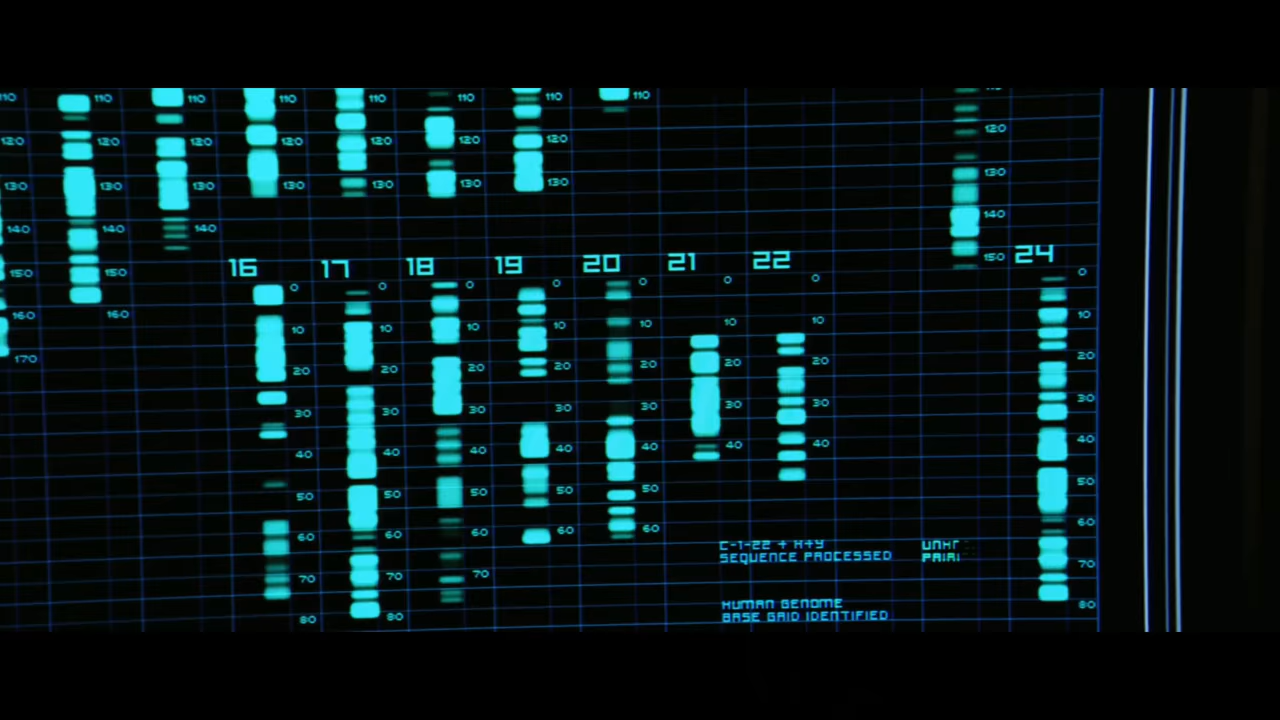 110 110 110 110 110 110 110
120 120 120 120 120 120 120 120
130 130 130 130 130 130 130 130
140 140 140 140
150 150 150
160 160
170
16 17 18 19 20 21 22 24
0 0 0 0 0 0 0 0
10 10 10 10 10 10 10 10
20 20 20 20 20 20 20 20
30 30 30 30 30 30 30 30
40 40 40 40 40 40 40 40
50 50 50 50 50 50
60 60 60 60 60 60
70 70 70 70
80 80 80
C-1-22 + X+Y
SEQUENCE PROCESSED
HUMAN GENOME
BASE GRID IDENTIFIED